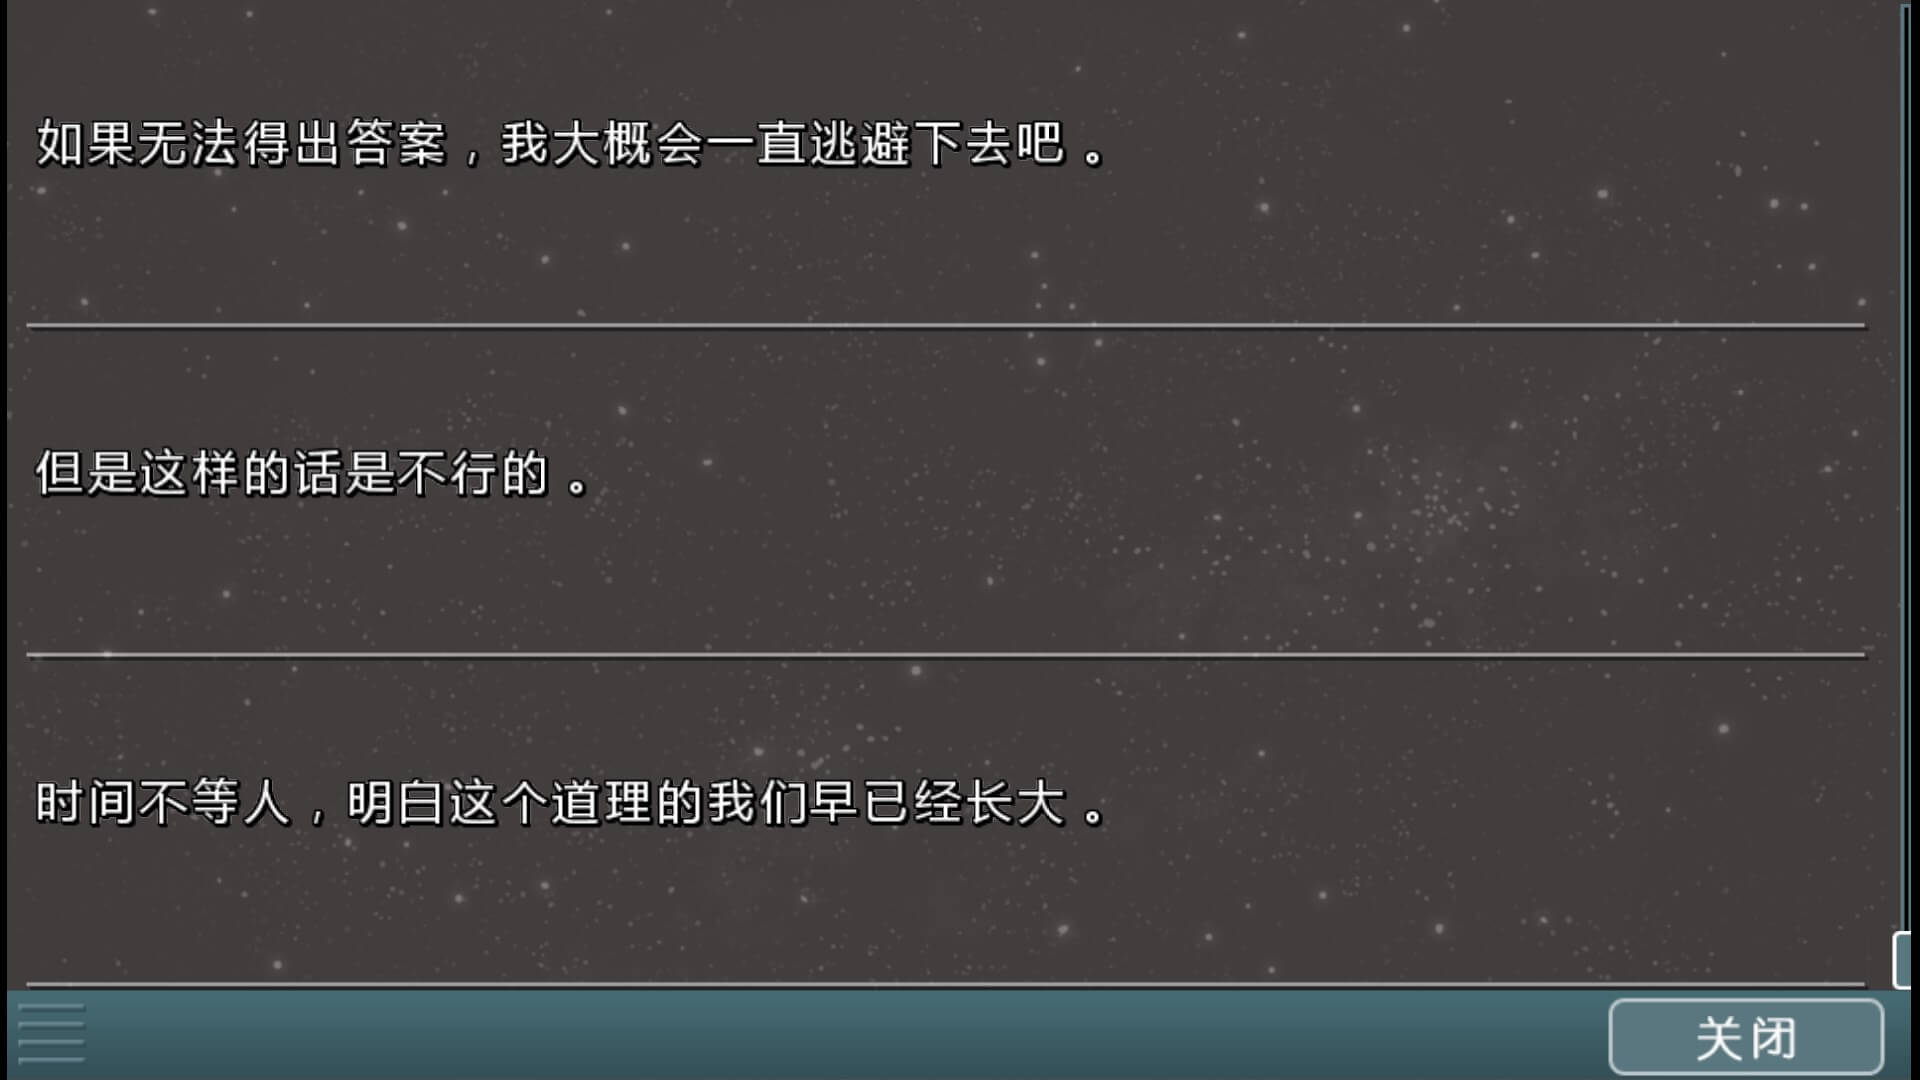 如果无法得出答案，我大概会一直逃避下去吧。
但是这样的话是不行的。
时间不等人，明白这个道理的我们早已经长大。
关闭